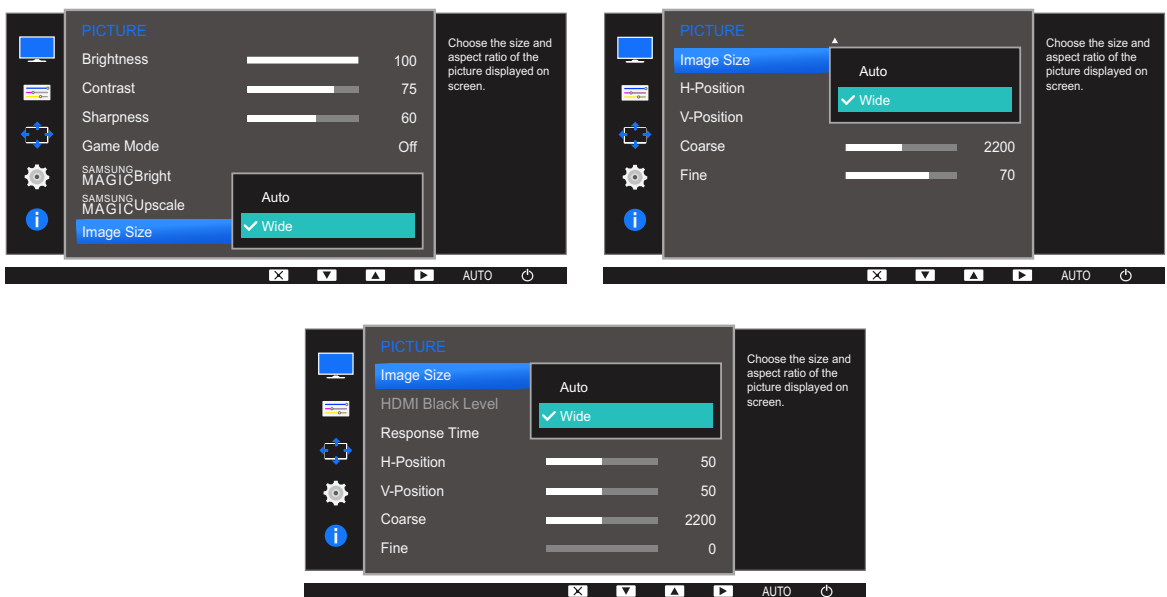 PICTURE
Brightness 100
Contrast 75
Sharpness 60
Game Mode Off
SAMSUNG MAGIC Bright
SAMSUNG MAGIC Upscale
Image Size
Auto
Wide
Choose the size and
aspect ratio of the
picture displayed on
screen.
AUTO
PICTURE
Image Size
H-Position
V-Position
Coarse 2200
Fine 70
Auto
Wide
Choose the size and
aspect ratio of the
picture displayed on
screen.
AUTO
PICTURE
Image Size
HDMI Black Level
Response Time
H-Position 50
V-Position 50
Coarse 2200
Fine 0
Auto
Wide
Choose the size and
aspect ratio of the
picture displayed on
screen.
AUTO